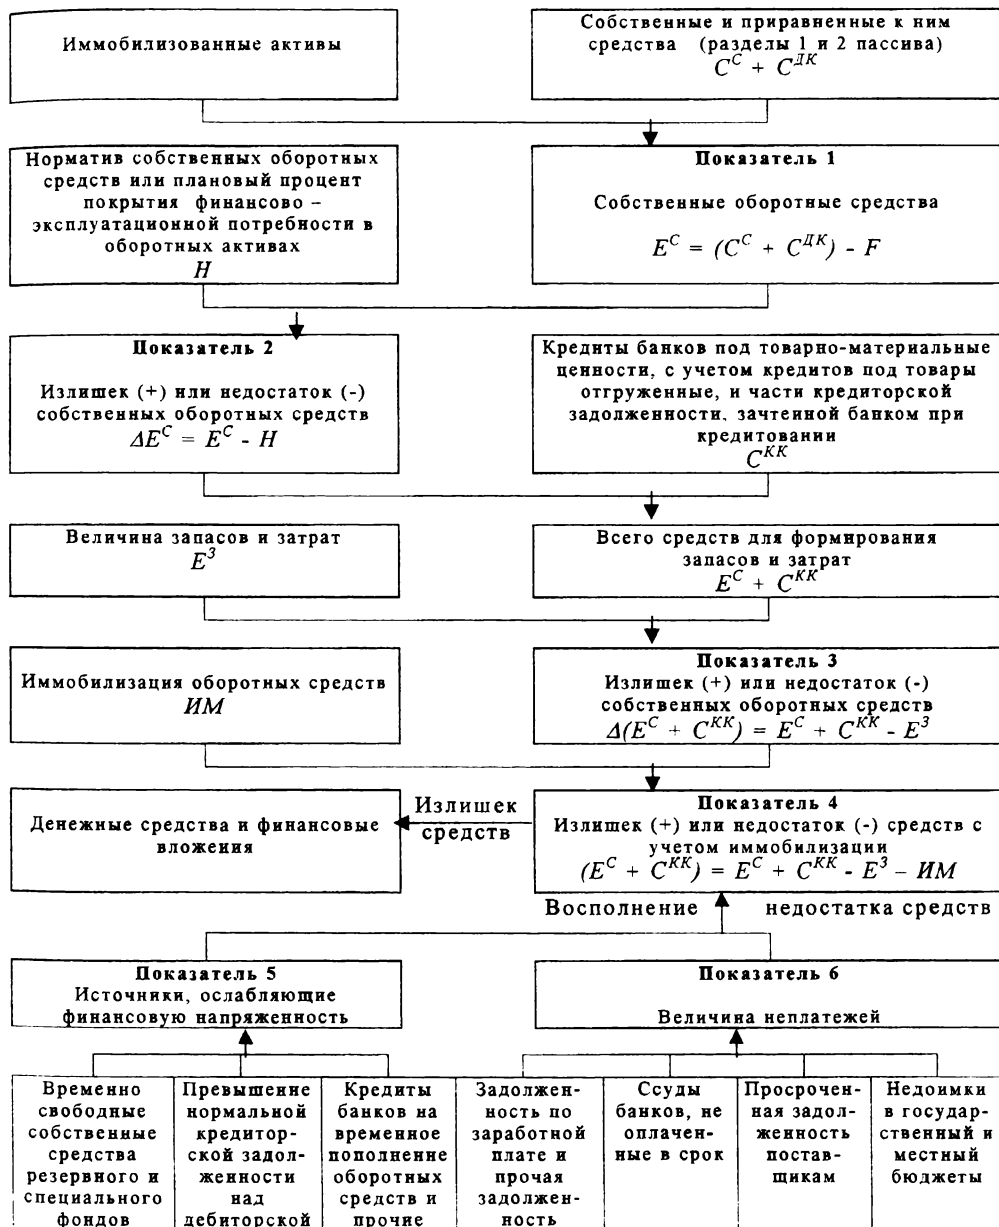 Иммобилизованные активы
Собственные и приравненные к ним
средства (разделы 1 и 2 пассива)
C^C + C^ДК
Норматив собственных оборотных
средств или плановый процент
покрытия финансово –
эксплуатационной потребности в
оборотных активах
H
Показатель 1
Собственные оборотные средства
E^C = (C^C + C^ДК) - F
Показатель 2
Излишек (+) или недостаток (-)
собственных оборотных средств
ΔE^C = E^C - H
Кредиты банков под товарно-материальные
ценности, с учетом кредитов под товары
отгруженные, и части кредиторской
задолженности, зачтенной банком при
кредитовании
C^КК
Величина запасов и затрат
E^З
Всего средств для формирования
запасов и затрат
E^C + C^КК
Иммобилизация оборотных средств
ИМ
Показатель 3
Излишек (+) или недостаток (-)
собственных оборотных средств
Δ(E^C + C^КК) = E^C + C^КК - E^З
Денежные средства и финансовые
вложения
Излишек
средств
Показатель 4
Излишек (+) или недостаток (-) средств с
учетом иммобилизации
(E^C + C^КК) = E^C + C^КК - E^З – ИМ
Восполнение недостатка средств
Показатель 5
Источники, ослабляющие
финансовую напряженность
Показатель 6
Величина неплатежей
Временно
свободные
собственные
средства
резервного и
специального
фондов
Превышение
нормальной
кредитор-
ской задол-
женности
над
дебиторской
Кредиты
банков на
временное
пополнение
оборотных
средств и
прочие
Задолжен-
ность по
заработной
плате и
прочая
задолжен-
ность
Ссуды
банков, не
оплачен-
ные в срок
Просрочен-
ная задол-
женность
постав-
щикам
Недоимки
в государ-
ственный и
местный
бюджеты